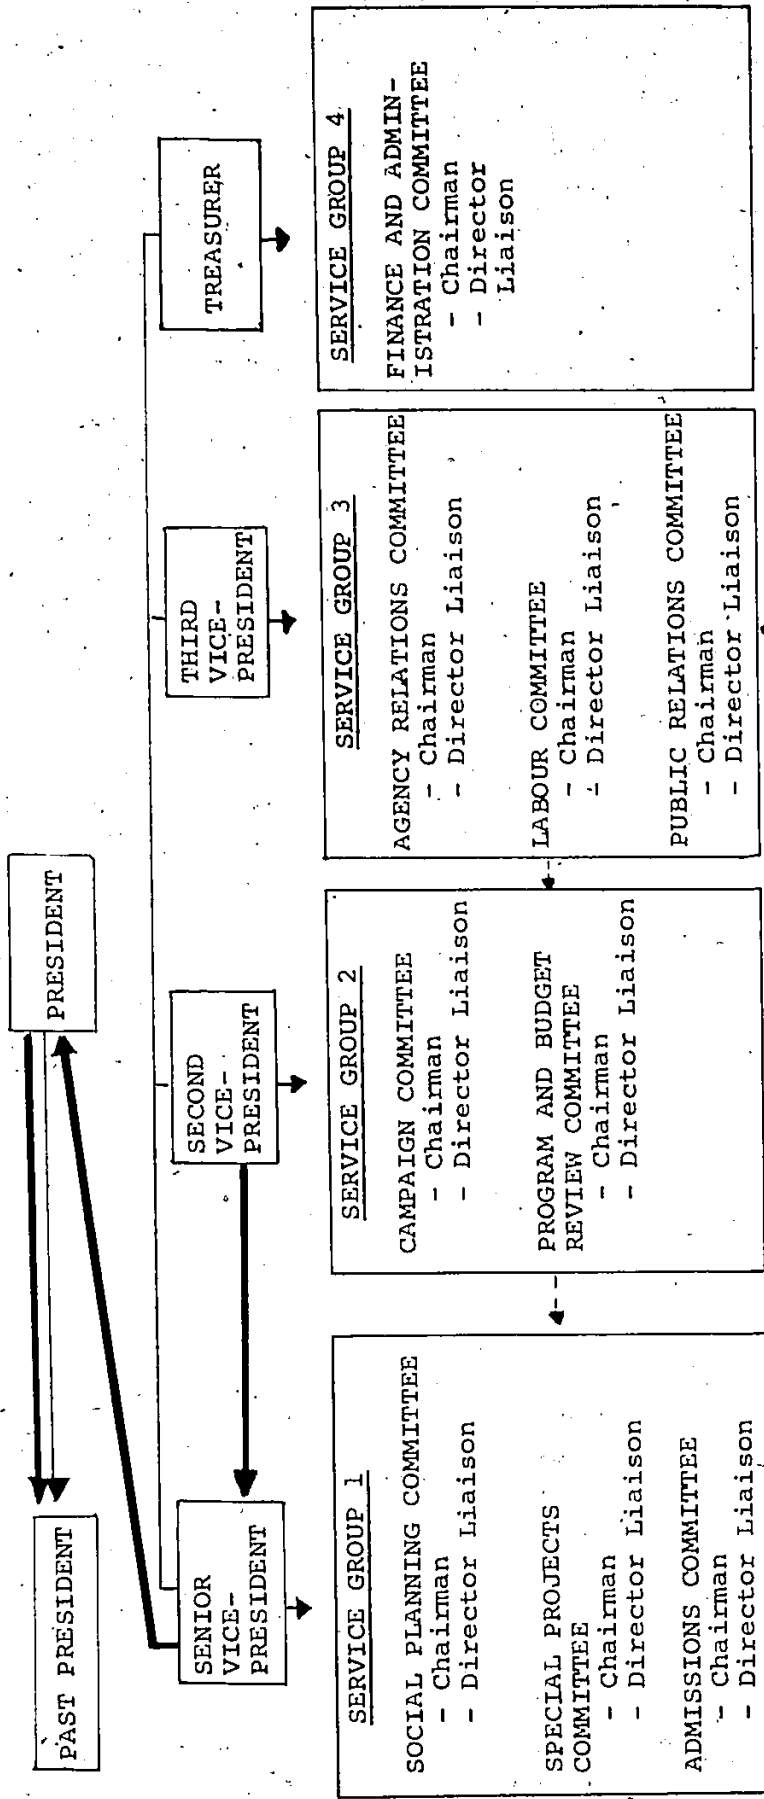 PAST PRESIDENT
PRESIDENT
SENIOR
VICE-
PRESIDENT
SECOND
VICE-
PRESIDENT
THIRD
VICE-
PRESIDENT
TREASURER
SERVICE GROUP 1
SOCIAL PLANNING COMMITTEE
- Chairman
- Director Liaison
SPECIAL PROJECTS
COMMITTEE
- Chairman
- Director Liaison
ADMISSIONS COMMITTEE
- Chairman
- Director Liaison
SERVICE GROUP 2
CAMPAIGN COMMITTEE
- Chairman
- Director Liaison
PROGRAM AND BUDGET
REVIEW COMMITTEE
- Chairman
- Director Liaison
SERVICE GROUP 3
AGENCY RELATIONS COMMITTEE
- Chairman
- Director Liaison
LABOUR COMMITTEE
- Chairman
- Director Liaison
PUBLIC RELATIONS COMMITTEE
- Chairman
- Director Liaison
SERVICE GROUP 4
FINANCE AND ADMIN-
ISTRATION COMMITTEE
- Chairman
- Director
Liaison